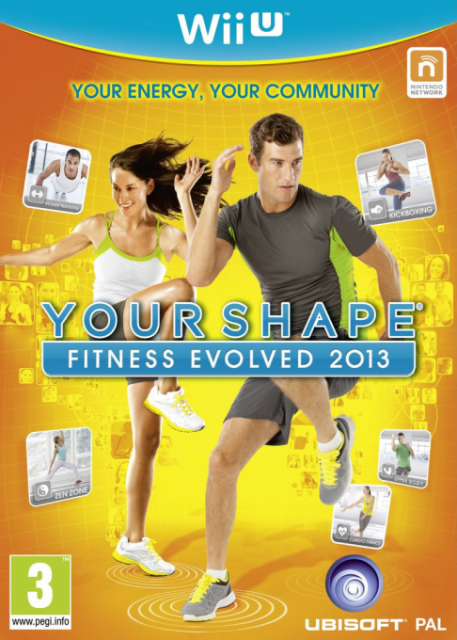 WiiU™
NINTENDO
NETWORK
YOUR ENERGY, YOUR COMMUNITY
KICKBOXING
YOUR SHAPE®
FITNESS EVOLVED 2013
ZEN ZONE
3
www.pegi.info
UBISOFT PAL